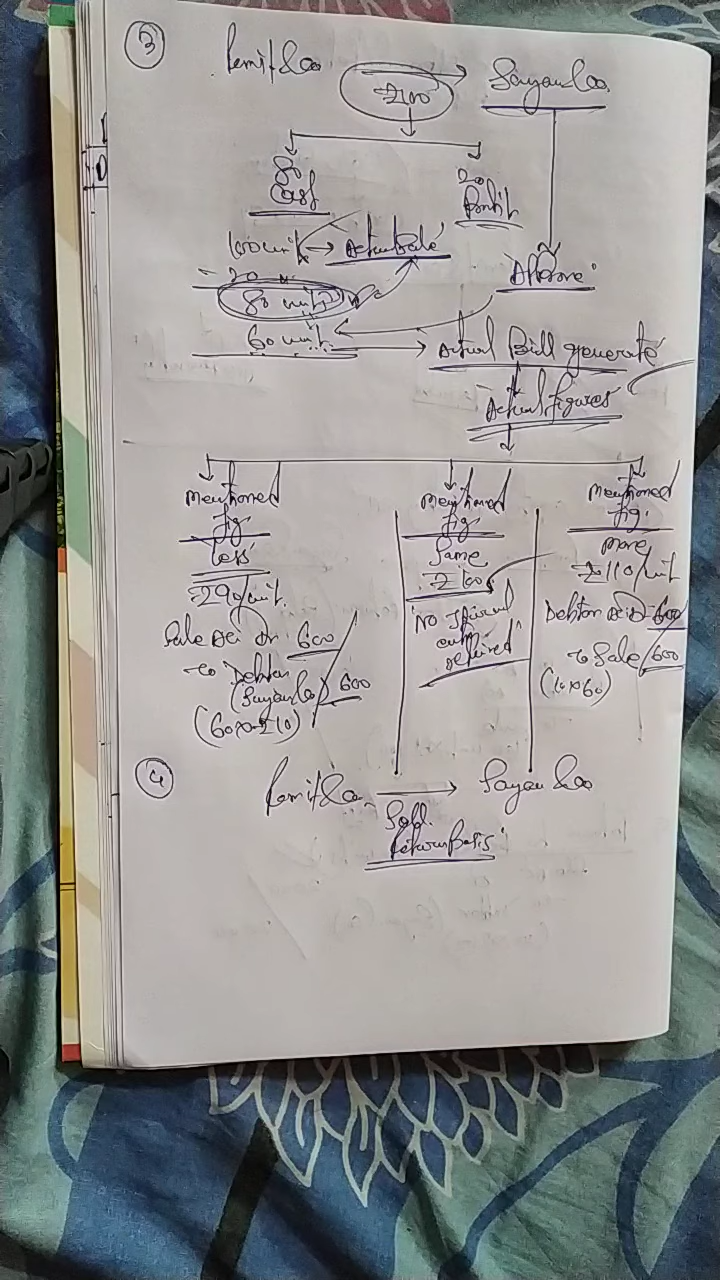 ③ Ramit & Co. → Sayan & Co.
₹100
80 Cost
20 Profit
100 unit → Actual Sale
- 20 "
80 unit
Approve
60 unit → Actual Bill generate
Actual figures
Mentioned fig. less
₹90/unit.
Sale A/c Dr 600
To Debtor
(Sayan & Co) 600
(60 × ₹10)
Mentioned fig. Same
₹100
"No Journal entry required"
Mentioned fig. more
₹110/unit
Debtor A/c D 600
To Sale 600
(10×60)
④ Ramit & Co. → Sayan & Co
Sold.
Return Basis